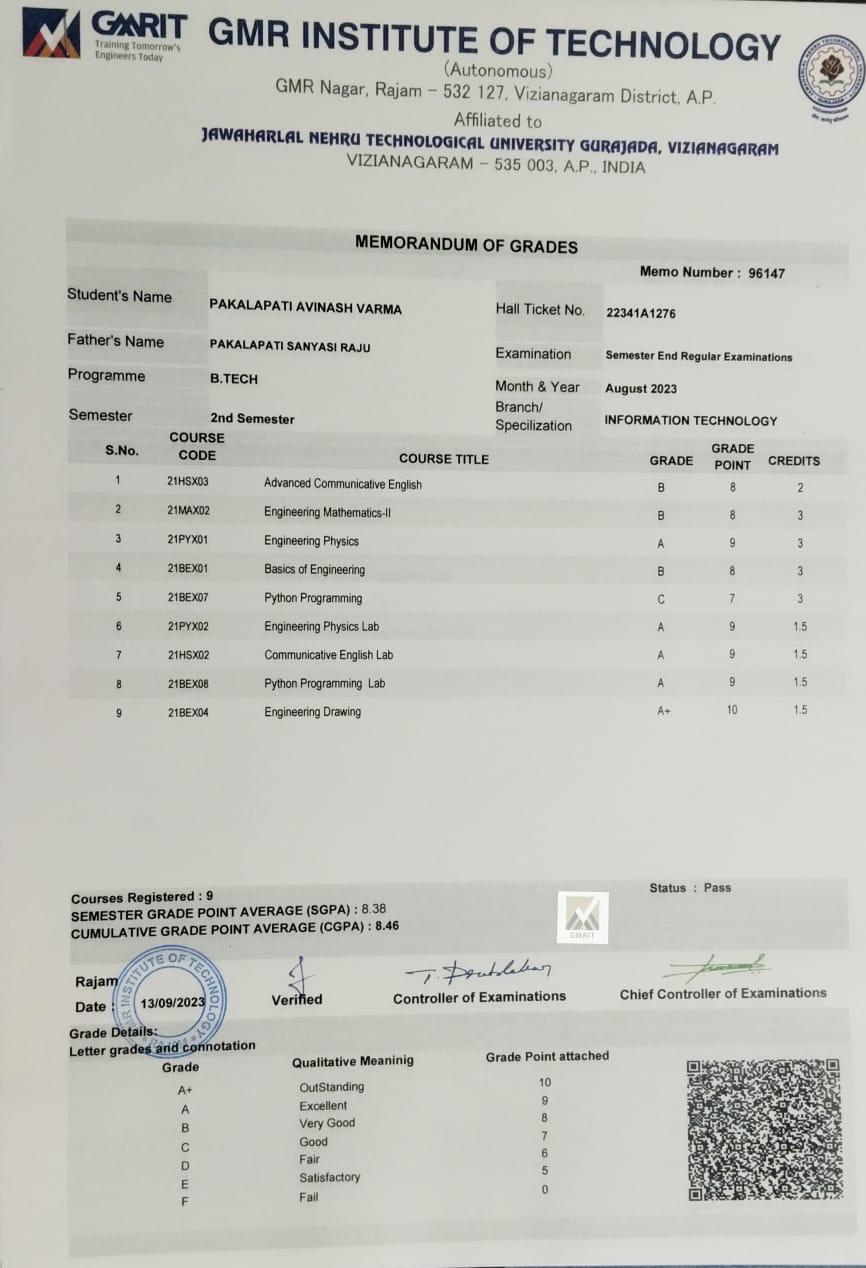 GMRIT
Training Tomorrow's
Engineers Today
GMR INSTITUTE OF TECHNOLOGY
(Autonomous)
GMR Nagar, Rajam – 532 127, Vizianagaram District, A.P.
Affiliated to
JAWAHARLAL NEHRU TECHNOLOGICAL UNIVERSITY GURAJADA, VIZIANAGARAM
VIZIANAGARAM – 535 003, A.P., INDIA
MEMORANDUM OF GRADES
Memo Number : 96147
Student's Name PAKALAPATI AVINASH VARMA Hall Ticket No. 22341A1276
Father's Name PAKALAPATI SANYASI RAJU Examination Semester End Regular Examinations
Programme B.TECH Month & Year August 2023
Semester 2nd Semester Branch/ Specilization INFORMATION TECHNOLOGY
S.No. COURSE CODE COURSE TITLE GRADE GRADE POINT CREDITS
1 21HSX03 Advanced Communicative English B 8 2
2 21MAX02 Engineering Mathematics-II B 8 3
3 21PYX01 Engineering Physics A 9 3
4 21BEX01 Basics of Engineering B 8 3
5 21BEX07 Python Programming C 7 3
6 21PYX02 Engineering Physics Lab A 9 1.5
7 21HSX02 Communicative English Lab A 9 1.5
8 21BEX08 Python Programming Lab A 9 1.5
9 21BEX04 Engineering Drawing A+ 10 1.5
Status : Pass
Courses Registered : 9
SEMESTER GRADE POINT AVERAGE (SGPA) : 8.38
CUMULATIVE GRADE POINT AVERAGE (CGPA) : 8.46
GMRIT
Rajam
Date : 13/09/2023
Verified
Controller of Examinations
Chief Controller of Examinations
GMR INSTITUTE OF TECHNOLOGY
RAJAM
Grade Details:
Letter grades and connotation
Grade Qualitative Meaninig Grade Point attached
A+ OutStanding 10
A Excellent 9
B Very Good 8
C Good 7
D Fair 6
E Satisfactory 5
F Fail 0